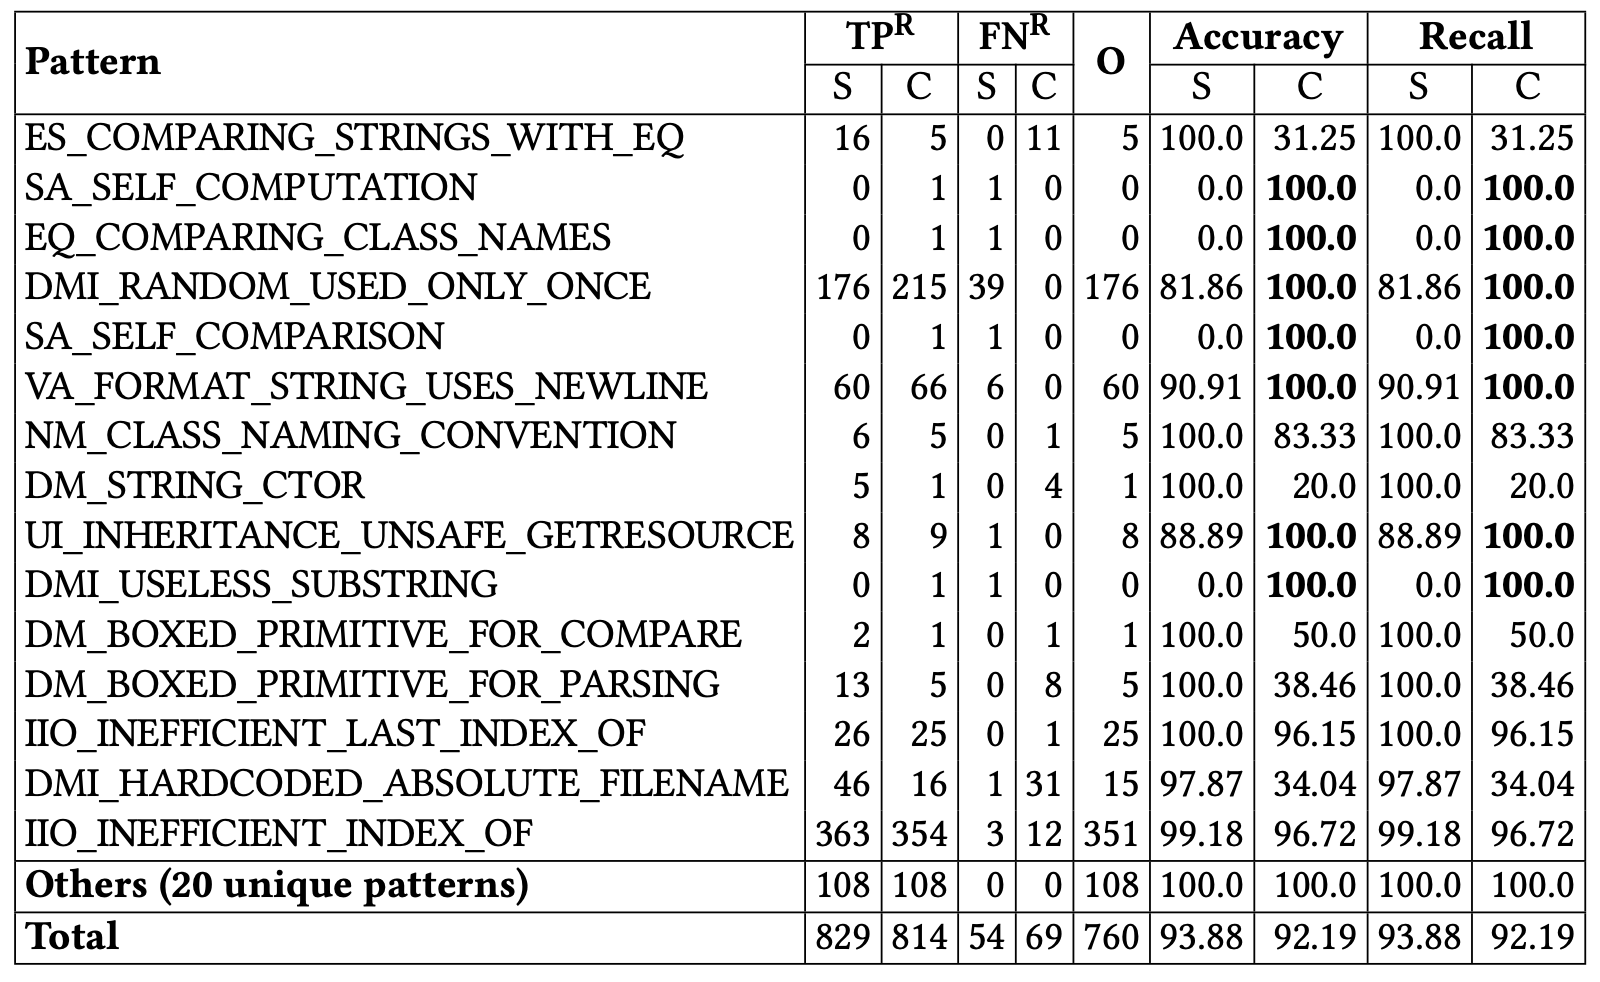 Pattern TPR FNR O Accuracy Recall
S C S C S C S C
ES_COMPARING_STRINGS_WITH_EQ 16 5 0 11 5 100.0 31.25 100.0 31.25
SA_SELF_COMPUTATION 0 1 1 0 0 0.0 100.0 0.0 100.0
EQ_COMPARING_CLASS_NAMES 0 1 1 0 0 0.0 100.0 0.0 100.0
DMI_RANDOM_USED_ONLY_ONCE 176 215 39 0 176 81.86 100.0 81.86 100.0
SA_SELF_COMPARISON 0 1 1 0 0 0.0 100.0 0.0 100.0
VA_FORMAT_STRING_USES_NEWLINE 60 66 6 0 60 90.91 100.0 90.91 100.0
NM_CLASS_NAMING_CONVENTION 6 5 0 1 5 100.0 83.33 100.0 83.33
DM_STRING_CTOR 5 1 0 4 1 100.0 20.0 100.0 20.0
UI_INHERITANCE_UNSAFE_GETRESOURCE 8 9 1 0 8 88.89 100.0 88.89 100.0
DMI_USELESS_SUBSTRING 0 1 1 0 0 0.0 100.0 0.0 100.0
DM_BOXED_PRIMITIVE_FOR_COMPARE 2 1 0 1 1 100.0 50.0 100.0 50.0
DM_BOXED_PRIMITIVE_FOR_PARSING 13 5 0 8 5 100.0 38.46 100.0 38.46
IIO_INEFFICIENT_LAST_INDEX_OF 26 25 0 1 25 100.0 96.15 100.0 96.15
DMI_HARDCODED_ABSOLUTE_FILENAME 46 16 1 31 15 97.87 34.04 97.87 34.04
IIO_INEFFICIENT_INDEX_OF 363 354 3 12 351 99.18 96.72 99.18 96.72
Others (20 unique patterns) 108 108 0 0 108 100.0 100.0 100.0 100.0
Total 829 814 54 69 760 93.88 92.19 93.88 92.19